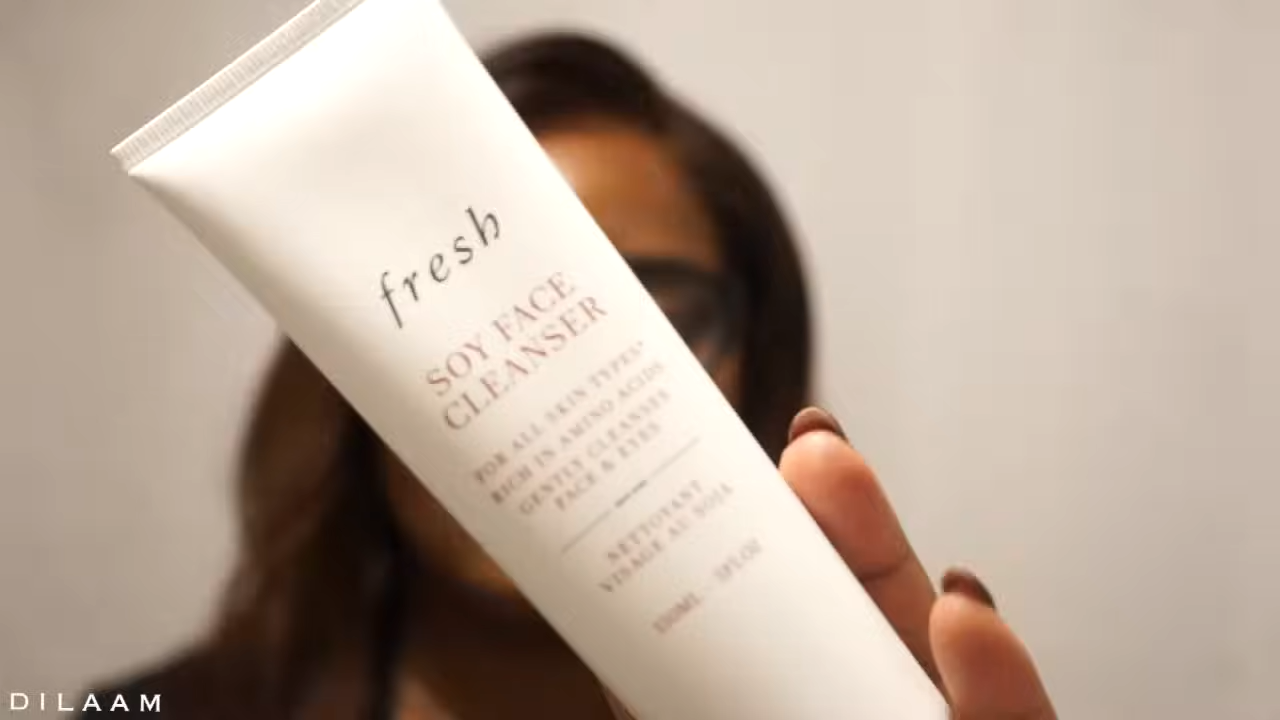 fresh
SOY FACE
CLEANSER
FOR ALL SKIN TYPES*
RICH IN AMINO ACIDS
GENTLY CLEANSES
FACE & EYES
NETTOYANT
VISAGE AU SOJA
150ML - 5FL.OZ
DILAAM